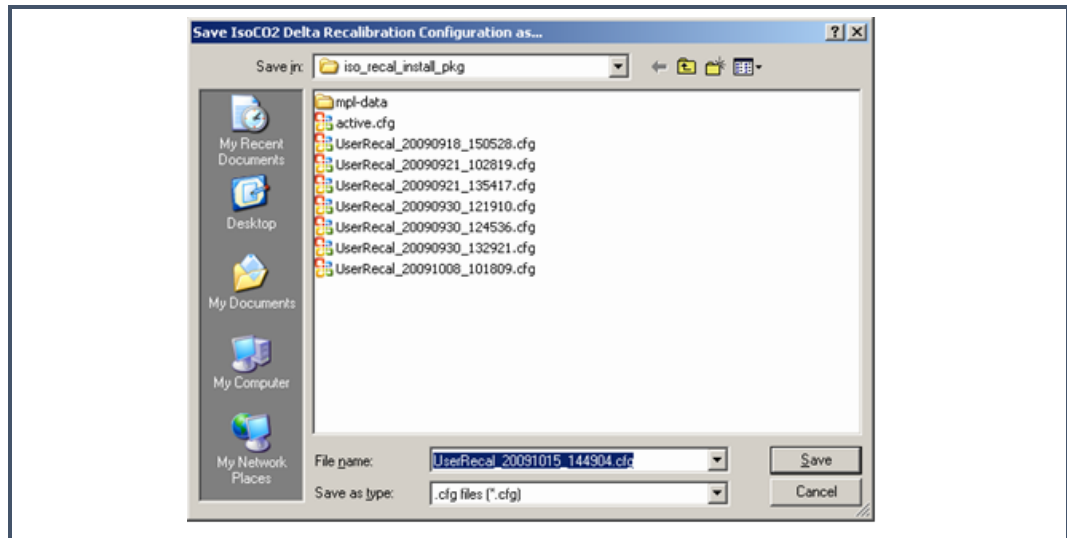 Save IsoCO2 Delta Recalibration Configuration as...
Save in:
iso_recal_install_pkg
My Recent
Documents
Desktop
My Documents
My Computer
My Network
Places
mpl-data
active.cfg
UserRecal_20090918_150528.cfg
UserRecal_20090921_102819.cfg
UserRecal_20090921_135417.cfg
UserRecal_20090930_121910.cfg
UserRecal_20090930_124536.cfg
UserRecal_20090930_132921.cfg
UserRecal_20091008_101809.cfg
File name:
UserRecal_20091015_144904.cfg
Save
Save as type:
.cfg files (*.cfg)
Cancel